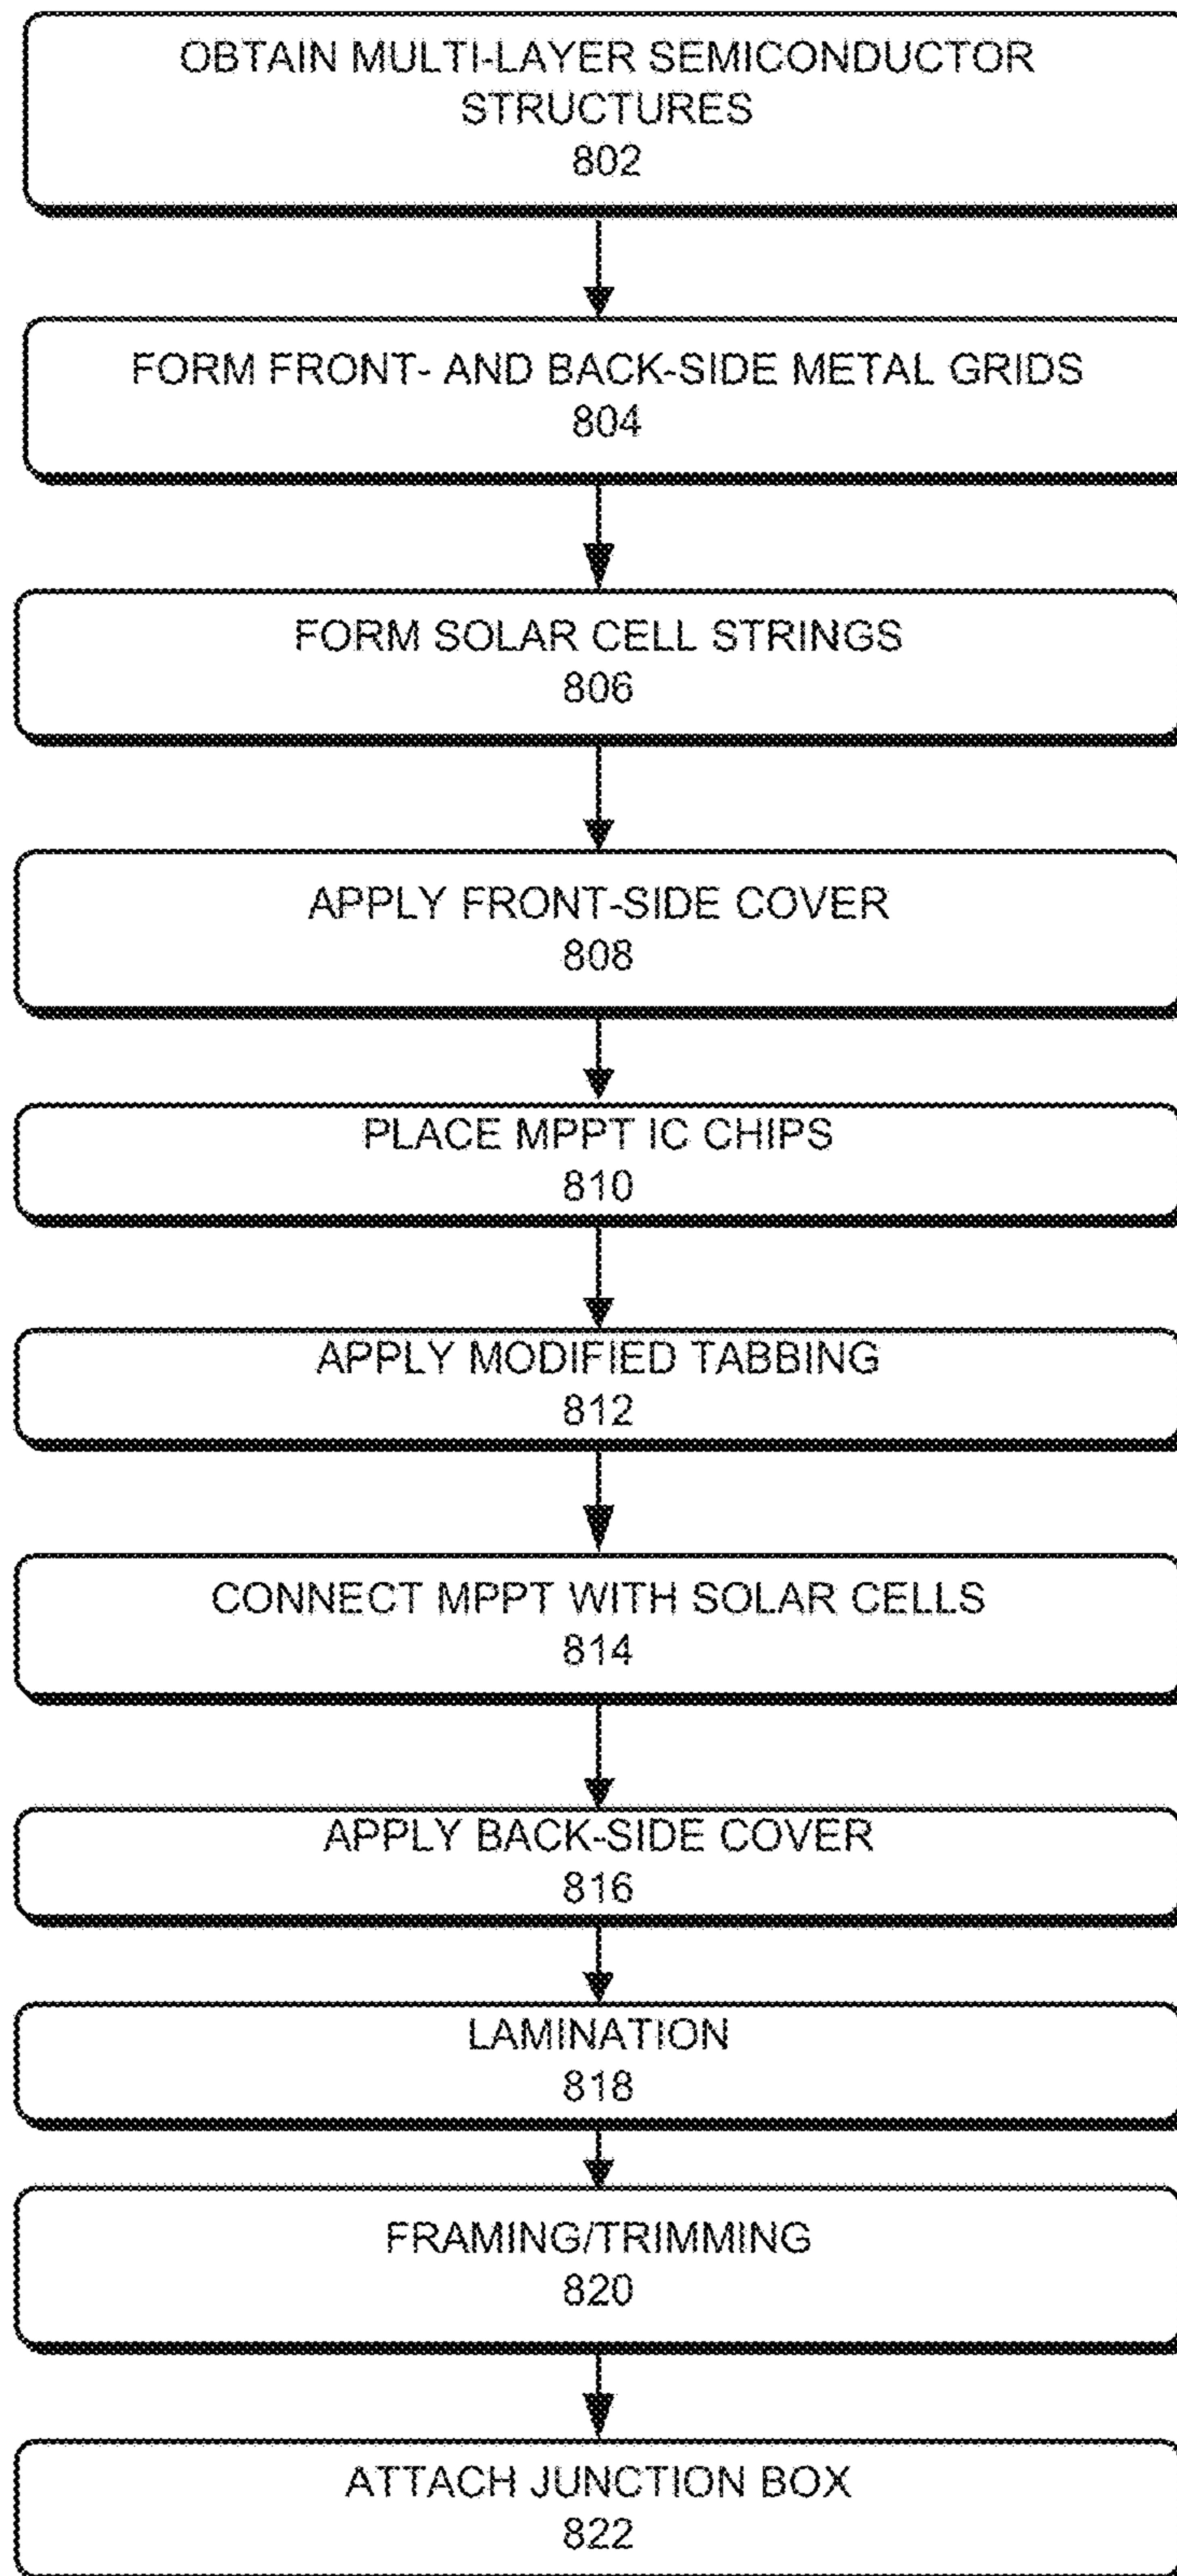 OBTAIN MULTI-LAYER SEMICONDUCTOR
STRUCTURES
802
FORM FRONT- AND BACK-SIDE METAL GRIDS
804
FORM SOLAR CELL STRINGS
806
APPLY FRONT-SIDE COVER
808
PLACE MPPT IC CHIPS
810
APPLY MODIFIED TABBING
812
CONNECT MPPT WITH SOLAR CELLS
814
APPLY BACK-SIDE COVER
816
LAMINATION
818
FRAMING/TRIMMING
820
ATTACH JUNCTION BOX
822